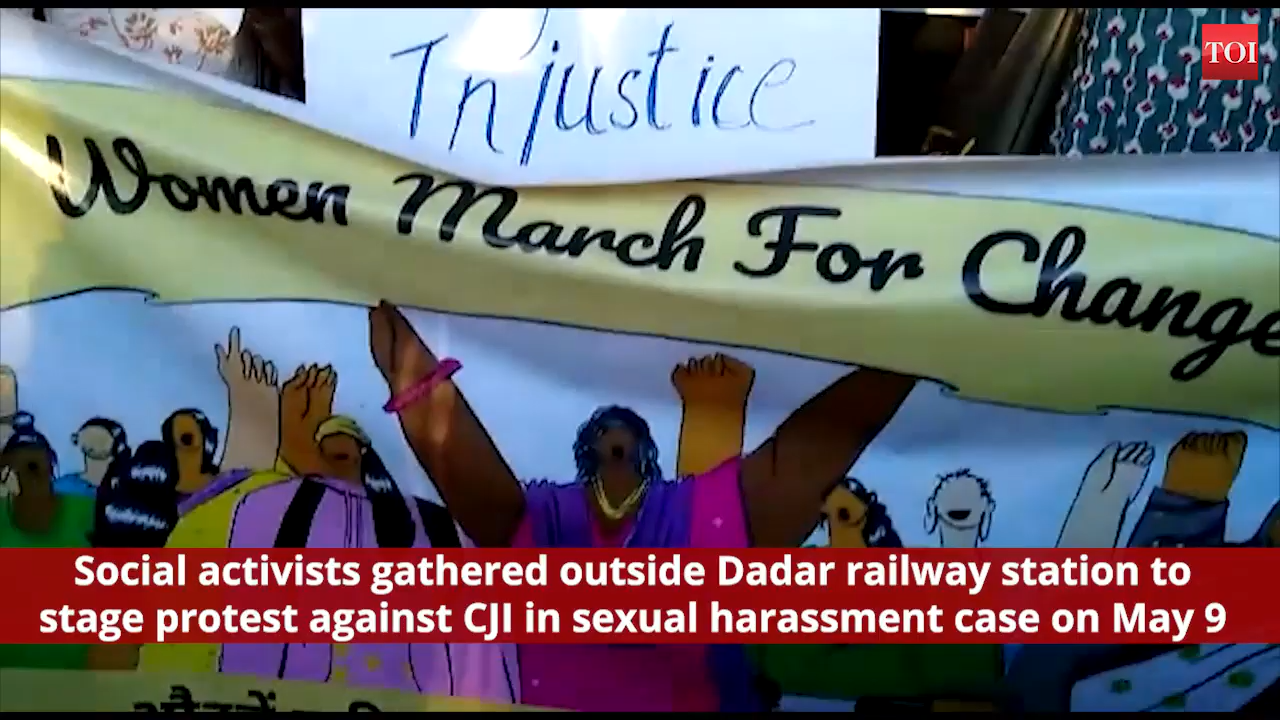 TOI
Injustice
Women March For Change
Social activists gathered outside Dadar railway station to
stage protest against CJI in sexual harassment case on May 9